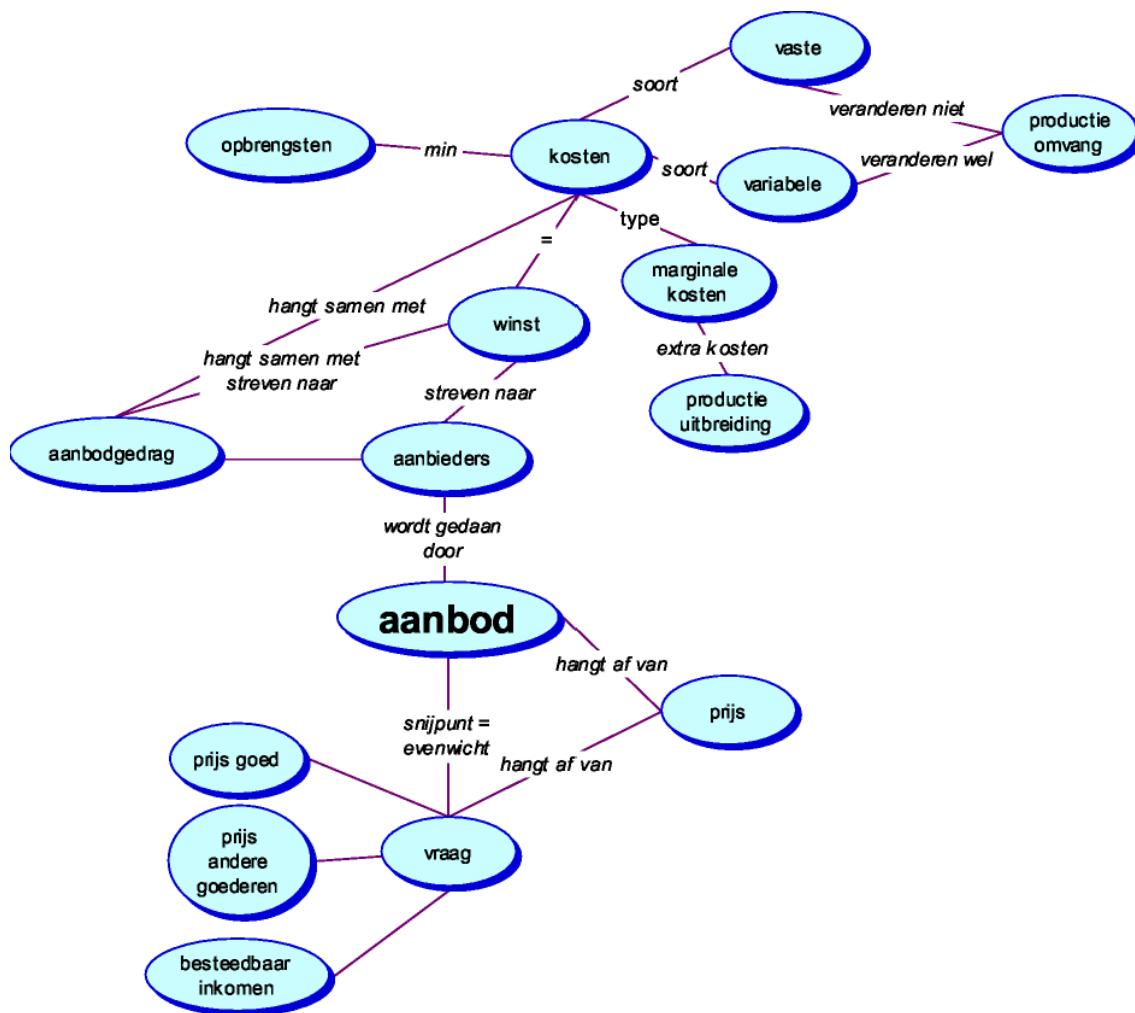 vaste
soort
veranderen niet
productie
omvang
opbrengsten
min
kosten
soort
veranderen wel
variabele
type
=
marginale
kosten
hangt samen met
winst
extra kosten
hangt samen met
streven naar
streven naar
productie
uitbreiding
aanbodgedrag
aanbieders
wordt gedaan
door
aanbod
hangt af van
prijs
snijpunt =
evenwicht
prijs goed
hangt af van
prijs
andere
goederen
vraag
besteedbaar
inkomen